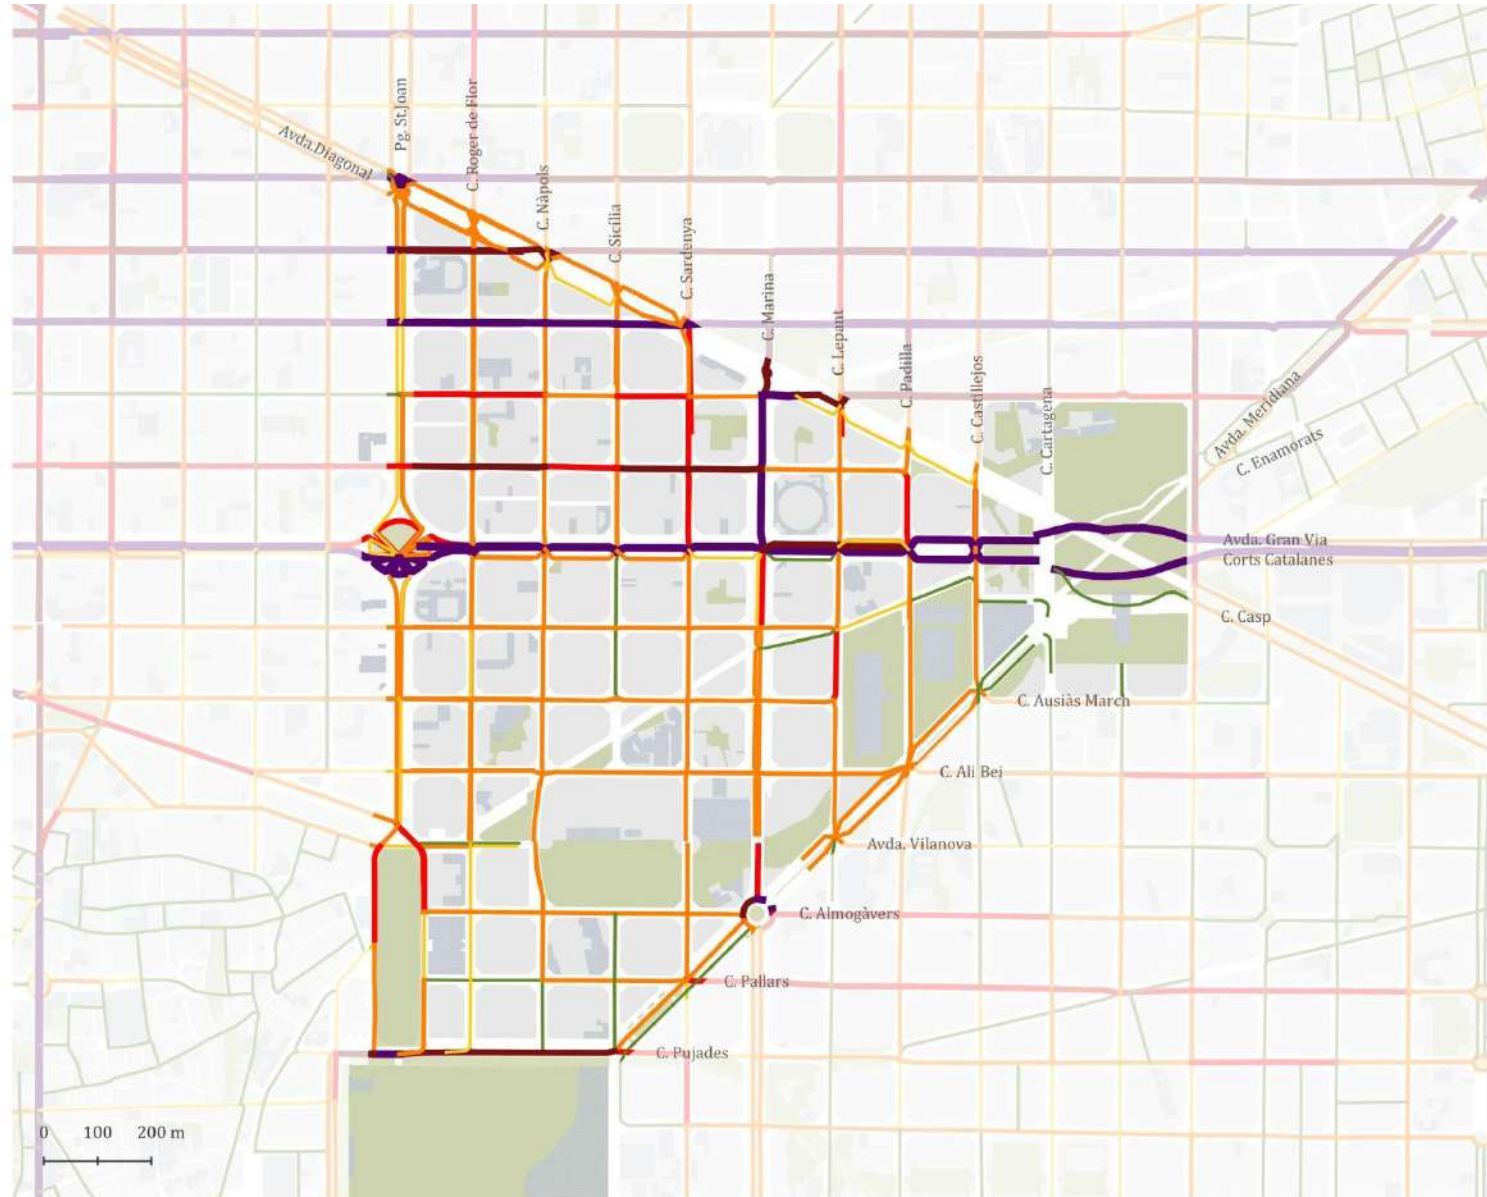 Pg. St.Joan
Avda.Diagonal
C. Roger de Flor
C. Nàpols
C. Sicília
C. Sardenya
C. Marina
C. Lepant
C. Padilla
C. Castillejos
C. Cartagena
Avda. Meridiana
C. Enamorats
Avda. Gran Via
Corts Catalanes
C. Casp
C. Ausiàs March
C. Ali Bei
Avda. Vilanova
C. Almogàvers
C. Pallars
C. Pujades
0 100 200 m